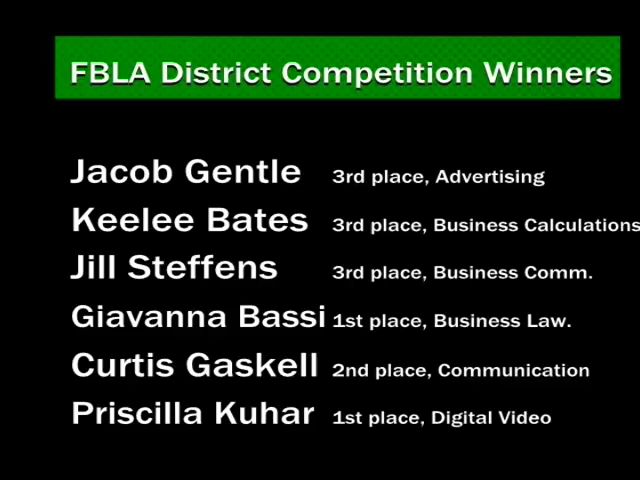 FBLA District Competition Winners
Jacob Gentle 3rd place, Advertising
Keelee Bates 3rd place, Business Calculations
Jill Steffens 3rd place, Business Comm.
Giavanna Bassi 1st place, Business Law.
Curtis Gaskell 2nd place, Communication
Priscilla Kuhar 1st place, Digital Video